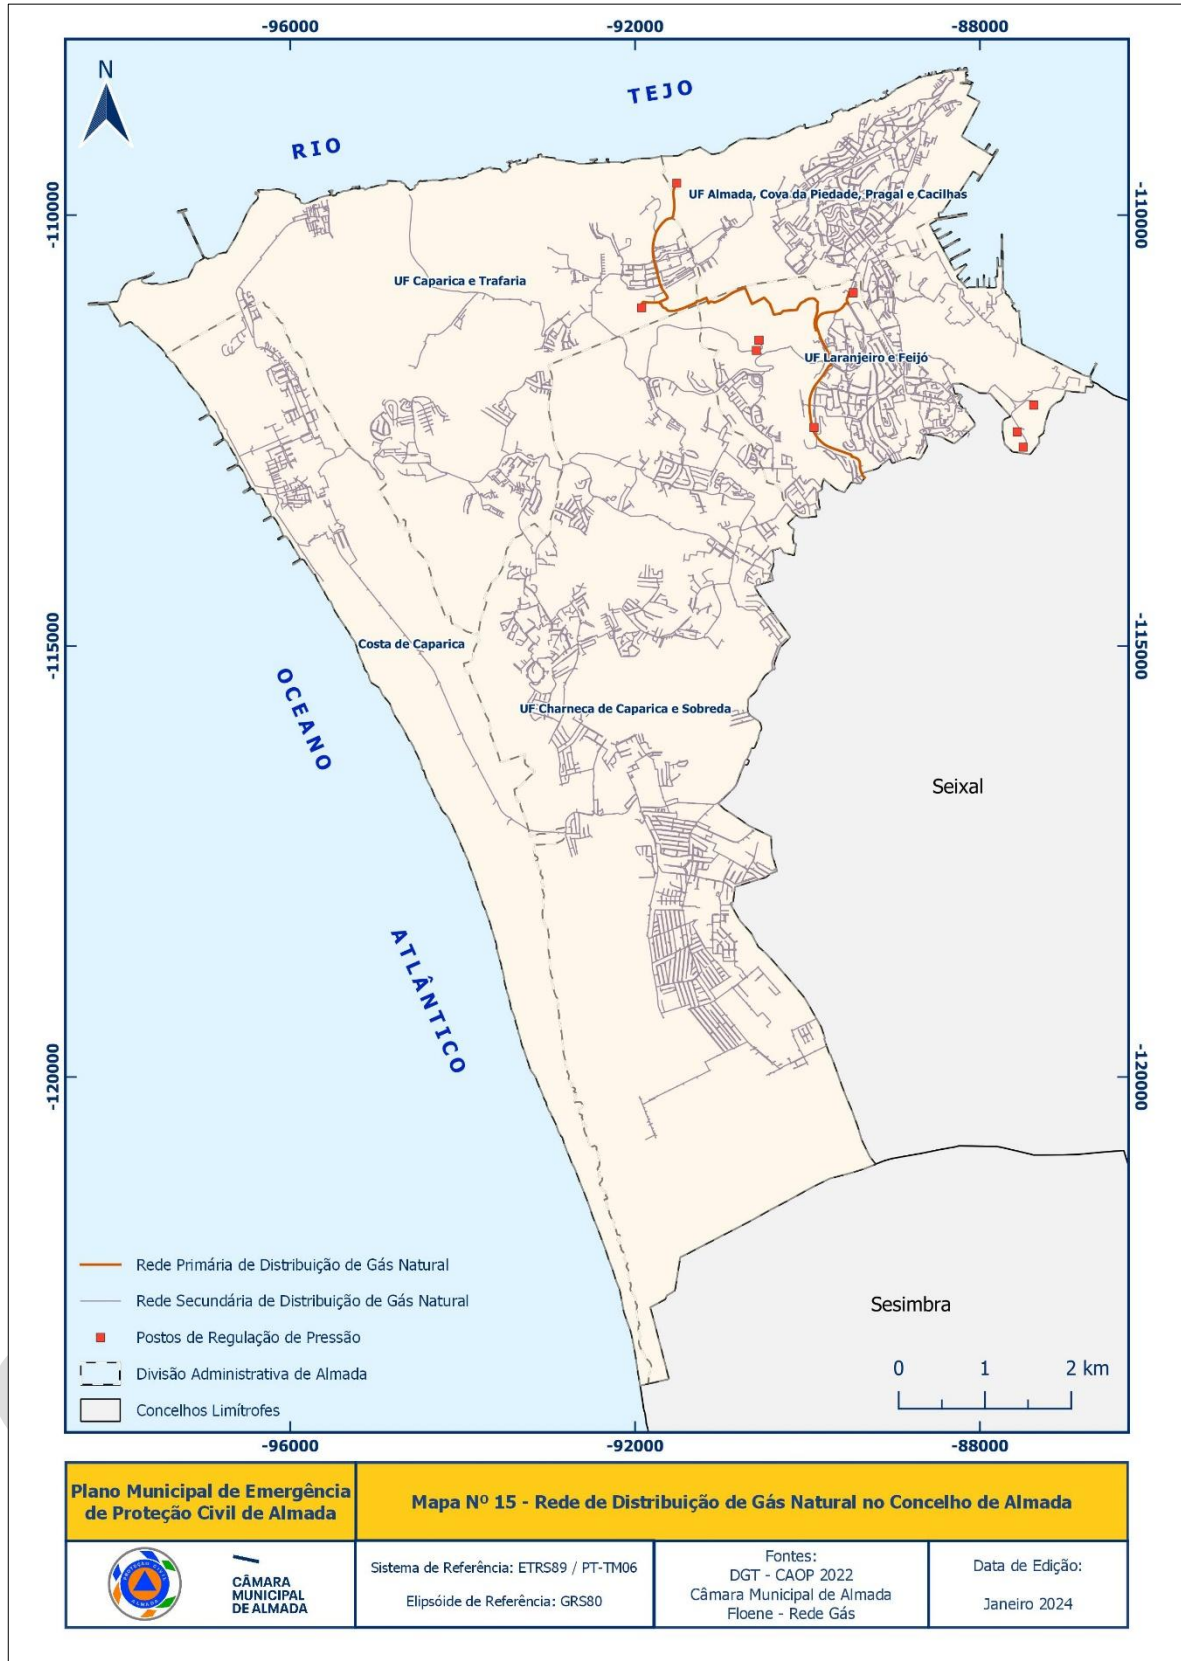 -96000
-92000
-88000
N
RIO
TEJO
-110000
-110000
UF Almada, Cova da Piedade, Pragal e Cacilhas
UF Caparica e Trafaria
UF Laranjeiro e Feijó
Costa de Caparica
-115000
-115000
OCEANO
UF Charneca de Caparica e Sobreda
Seixal
ATLÂNTICO
-120000
-120000
Rede Primária de Distribuição de Gás Natural
Rede Secundária de Distribuição de Gás Natural
Postos de Regulação de Pressão
Divisão Administrativa de Almada
Concelhos Limítrofes
Sesimbra
0 1 2 km
-96000
-92000
-88000
Plano Municipal de Emergência
de Proteção Civil de Almada
Mapa Nº 15 - Rede de Distribuição de Gás Natural no Concelho de Almada
PROTEÇÃO CIVIL
ALMADA
CÂMARA
MUNICIPAL
DE ALMADA
Sistema de Referência: ETRS89 / PT-TM06
Elipsóide de Referência: GRS80
Fontes:
DGT - CAOP 2022
Câmara Municipal de Almada
Floene - Rede Gás
Data de Edição:
Janeiro 2024